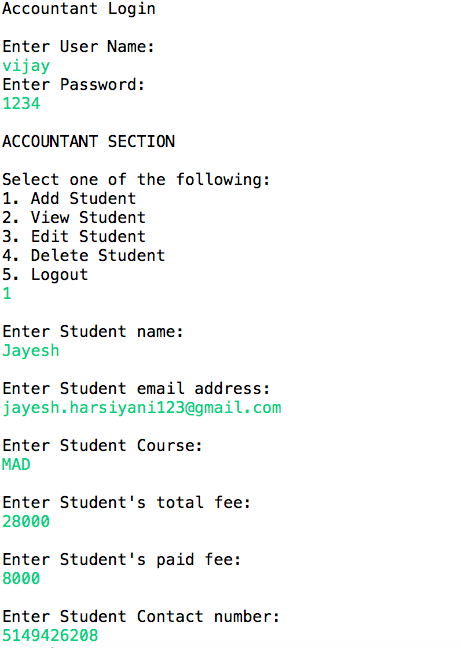 Accountant Login
Enter User Name:
vijay
Enter Password:
1234
ACCOUNTANT SECTION
Select one of the following:
1. Add Student
2. View Student
3. Edit Student
4. Delete Student
5. Logout
1
Enter Student name:
Jayesh
Enter Student email address:
jayesh.harsiyani123@gmail.com
Enter Student Course:
MAD
Enter Student's total fee:
28000
Enter Student's paid fee:
8000
Enter Student Contact number:
5149426208